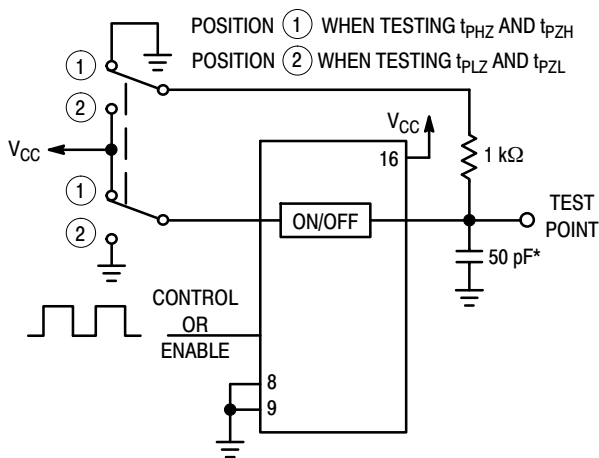 POSITION 1 WHEN TESTING tPHZ AND tPZH
POSITION 2 WHEN TESTING tPLZ AND tPZL
1
2
VCC
1
2
VCC
16
1 kΩ
ON/OFF
TEST
POINT
50 pF*
CONTROL
OR
ENABLE
8
9